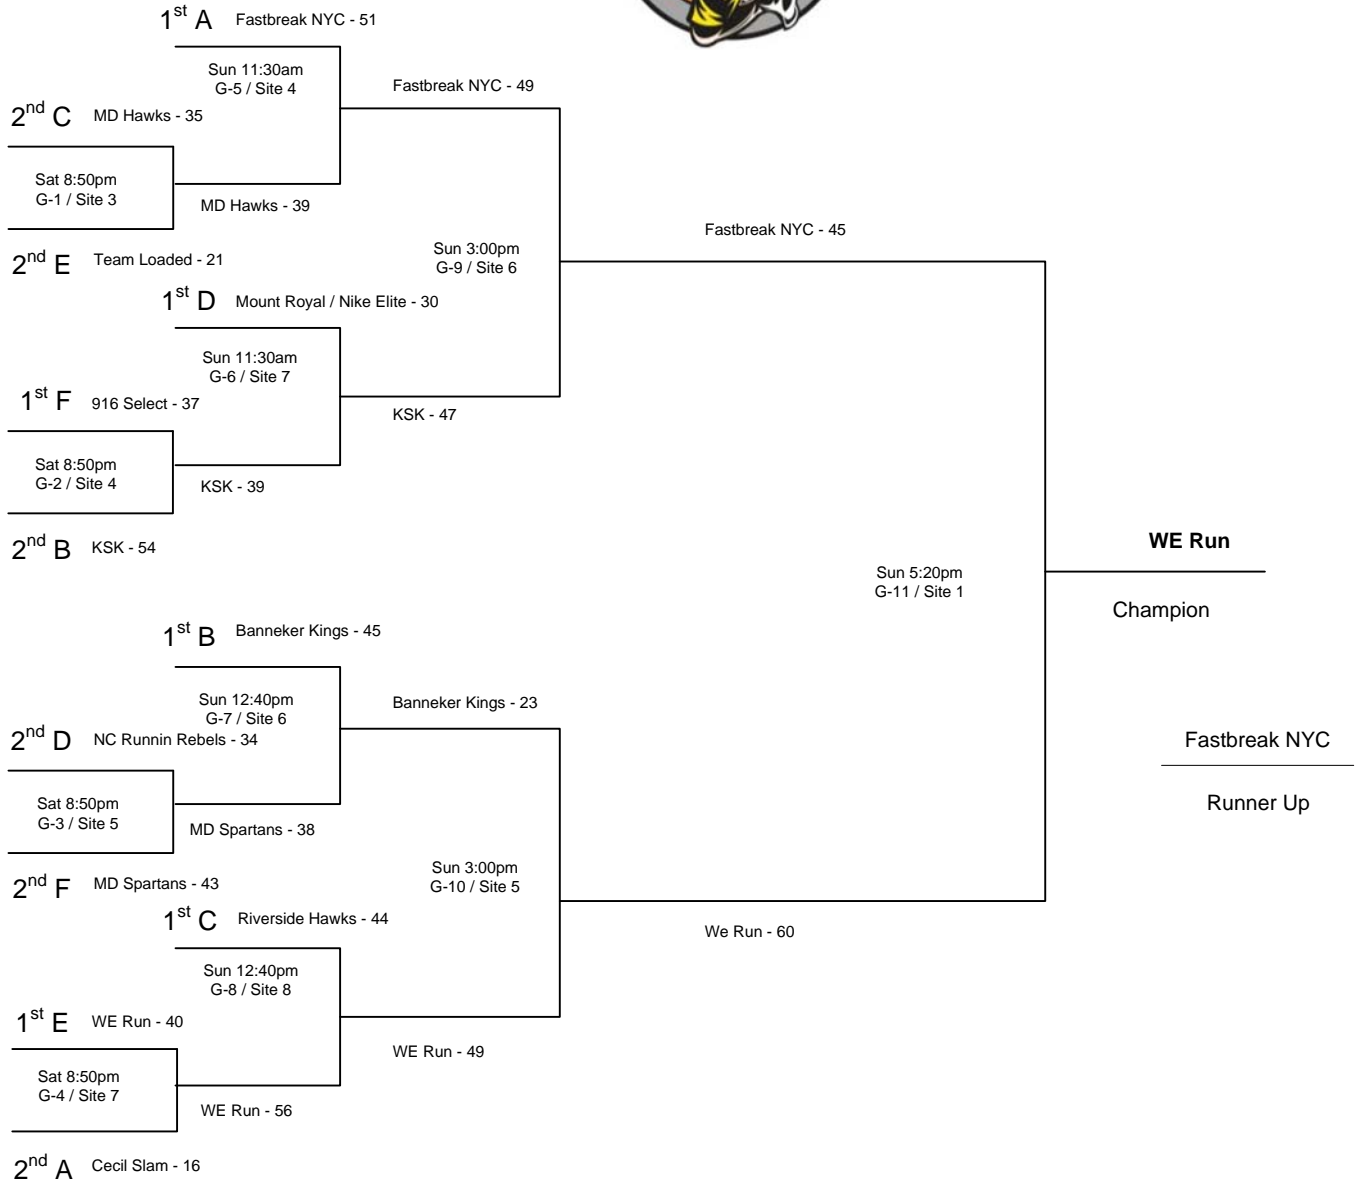 1st A Fastbreak NYC - 51
Sun 11:30am
G-5 / Site 4
Fastbreak NYC - 49
2nd C MD Hawks - 35
Sat 8:50pm
G-1 / Site 3
MD Hawks - 39
2nd E Team Loaded - 21
Sun 3:00pm
G-9 / Site 6
Fastbreak NYC - 45
1st D Mount Royal / Nike Elite - 30
Sun 11:30am
G-6 / Site 7
1st F 916 Select - 37
KSK - 47
Sat 8:50pm
G-2 / Site 4
KSK - 39
2nd B KSK - 54
WE Run
Sun 5:20pm
G-11 / Site 1
Champion
1st B Banneker Kings - 45
Sun 12:40pm
G-7 / Site 6
Banneker Kings - 23
2nd D NC Runnin Rebels - 34
Fastbreak NYC
Runner Up
Sat 8:50pm
G-3 / Site 5
MD Spartans - 38
2nd F MD Spartans - 43
Sun 3:00pm
G-10 / Site 5
1st C Riverside Hawks - 44
We Run - 60
Sun 12:40pm
G-8 / Site 8
1st E WE Run - 40
WE Run - 49
Sat 8:50pm
G-4 / Site 7
WE Run - 56
2nd A Cecil Slam - 16